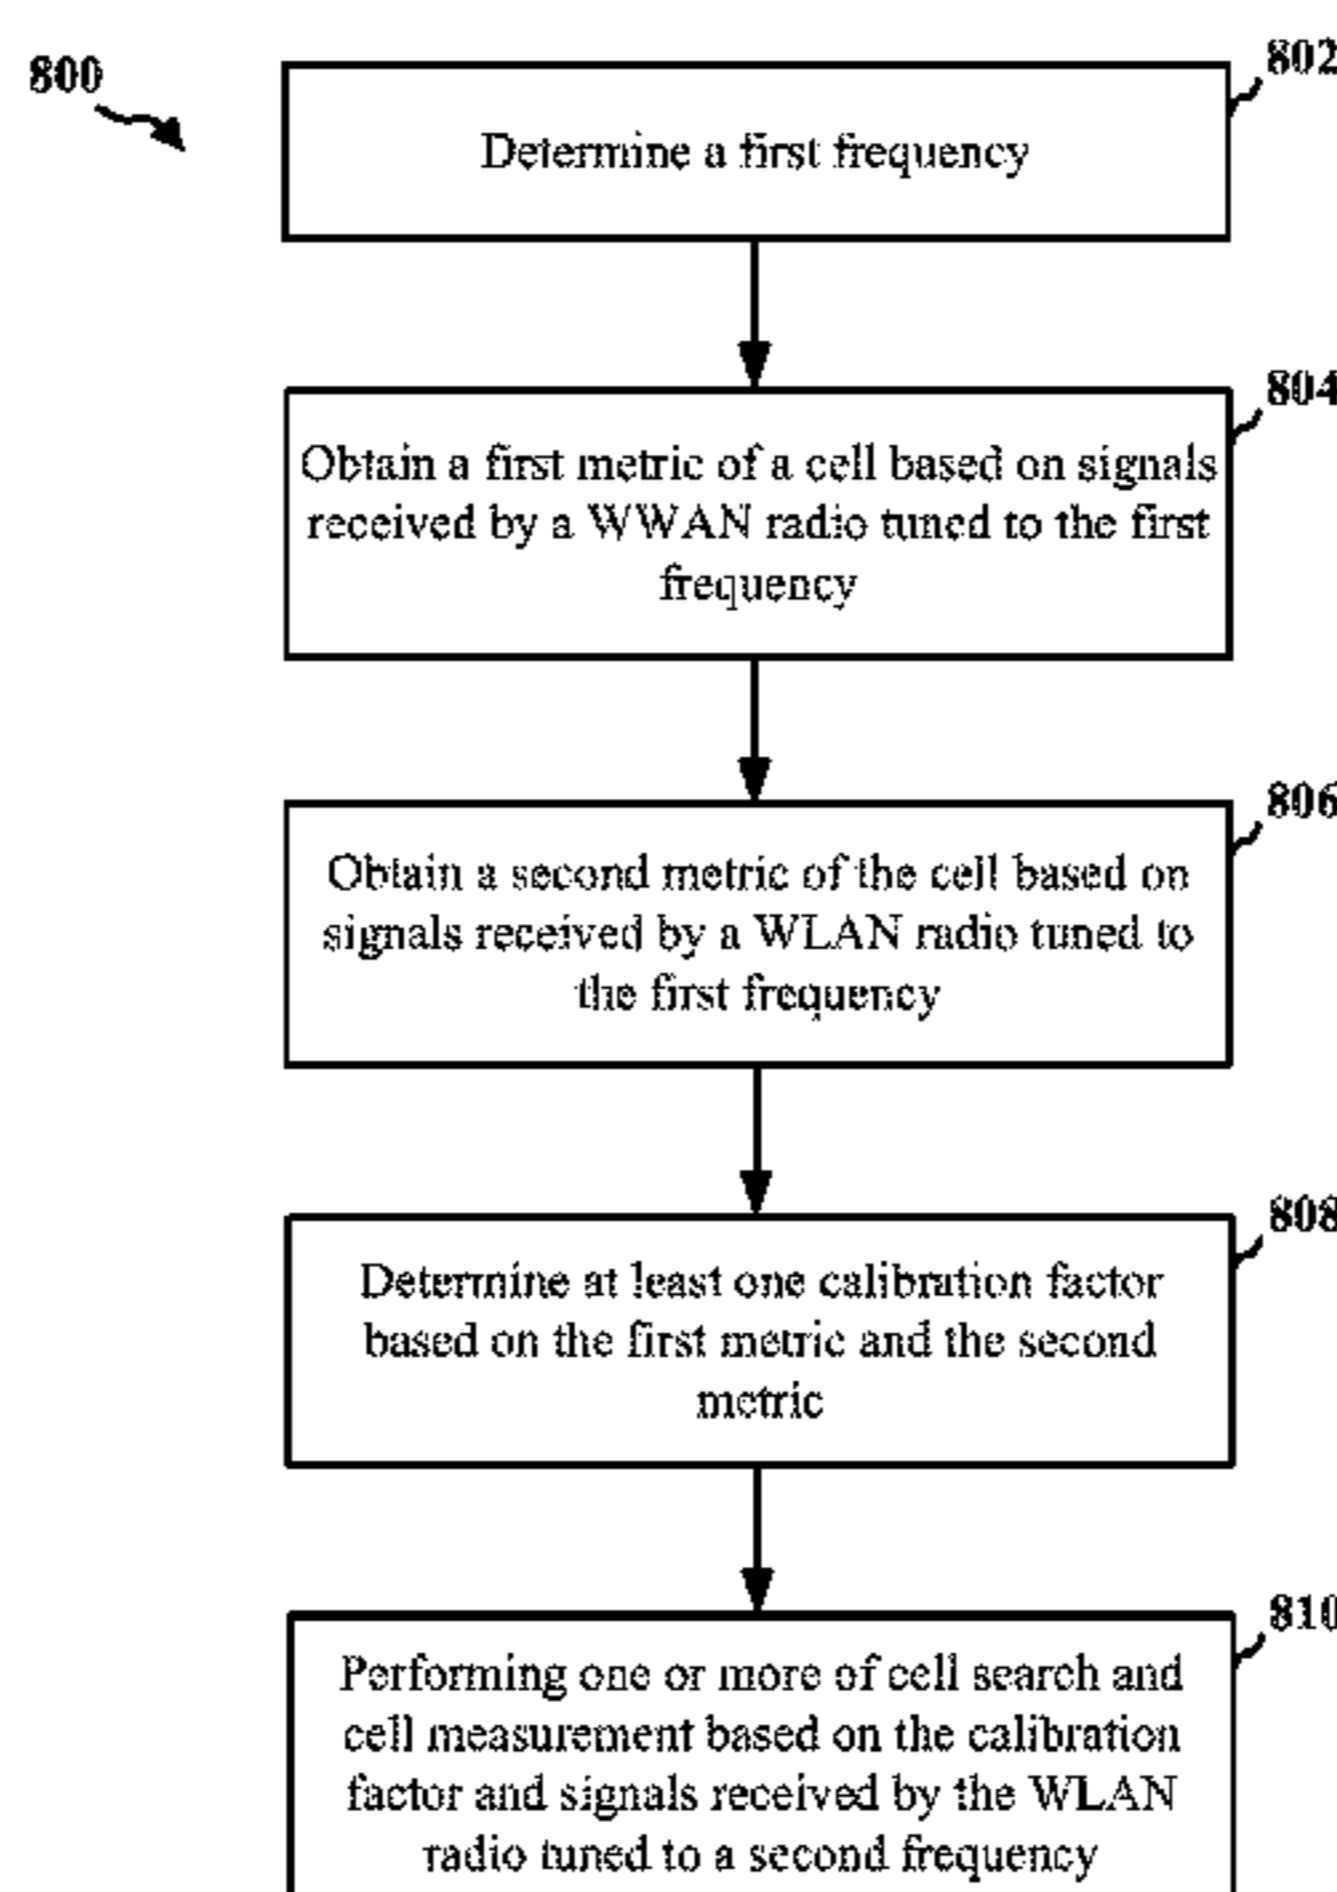 800
802
Determine a first frequency
804
Obtain a first metric of a cell based on signals
received by a WWAN radio tuned to the first
frequency
806
Obtain a second metric of the cell based on
signals received by a WLAN radio tuned to
the first frequency
808
Determine at least one calibration factor
based on the first metric and the second
metric
810
Performing one or more of cell search and
cell measurement based on the calibration
factor and signals received by the WLAN
radio tuned to a second frequency